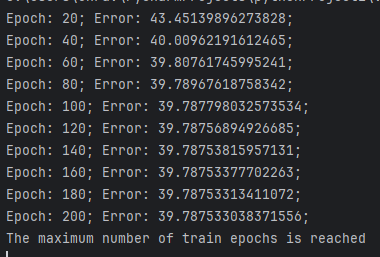 Epoch: 20; Error: 43.45139896273828;
Epoch: 40; Error: 40.00962191612465;
Epoch: 60; Error: 39.80761745995241;
Epoch: 80; Error: 39.78967618758342;
Epoch: 100; Error: 39.787798032573534;
Epoch: 120; Error: 39.78756894926685;
Epoch: 140; Error: 39.78753815957131;
Epoch: 160; Error: 39.78753377702263;
Epoch: 180; Error: 39.78753313411072;
Epoch: 200; Error: 39.787533038371556;
The maximum number of train epochs is reached